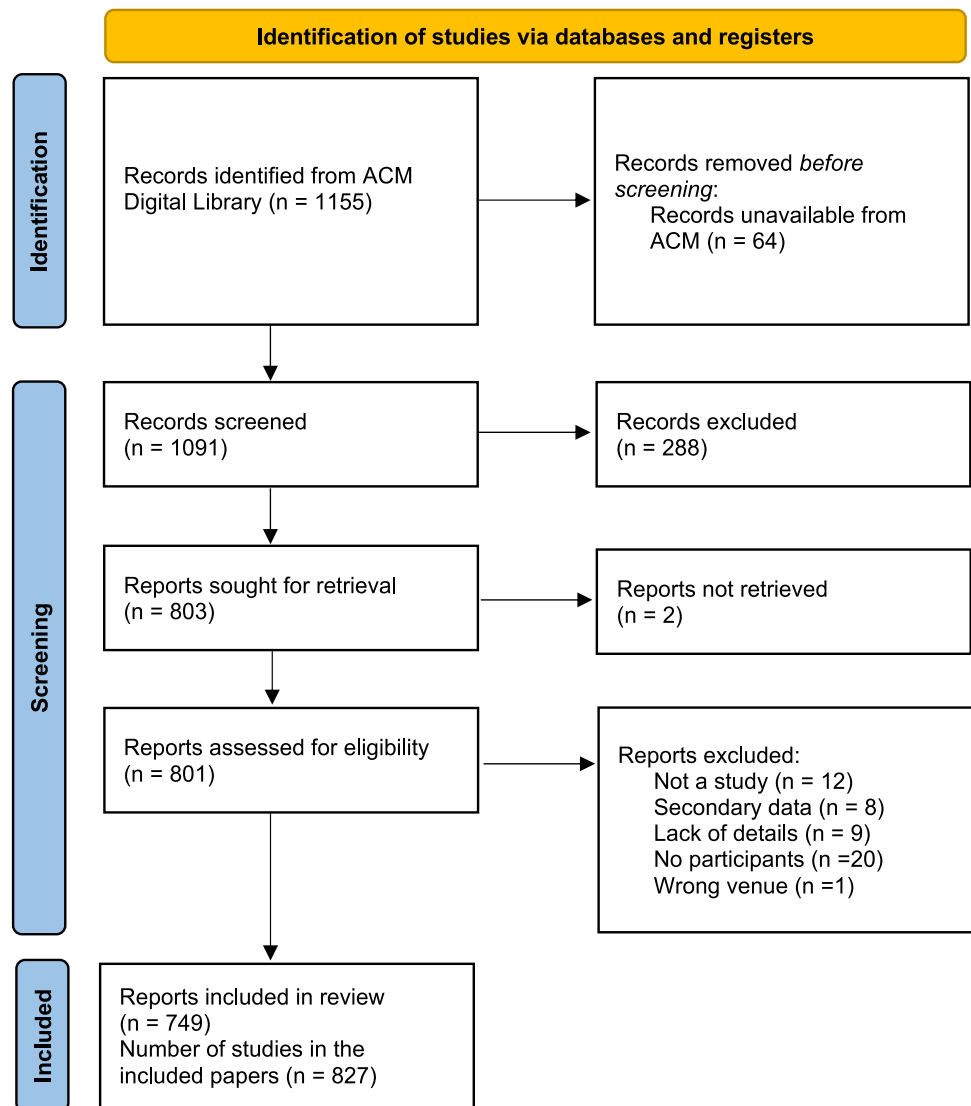 Identification of studies via databases and registers
Identification
Records identified from ACM
Digital Library (n = 1155)
Records removed before
screening:
Records unavailable from
ACM (n = 64)
Screening
Records screened
(n = 1091)
Records excluded
(n = 288)
Reports sought for retrieval
(n = 803)
Reports not retrieved
(n = 2)
Reports assessed for eligibility
(n = 801)
Reports excluded:
Not a study (n = 12)
Secondary data (n = 8)
Lack of details (n = 9)
No participants (n =20)
Wrong venue (n =1)
Included
Reports included in review
(n = 749)
Number of studies in the
included papers (n = 827)